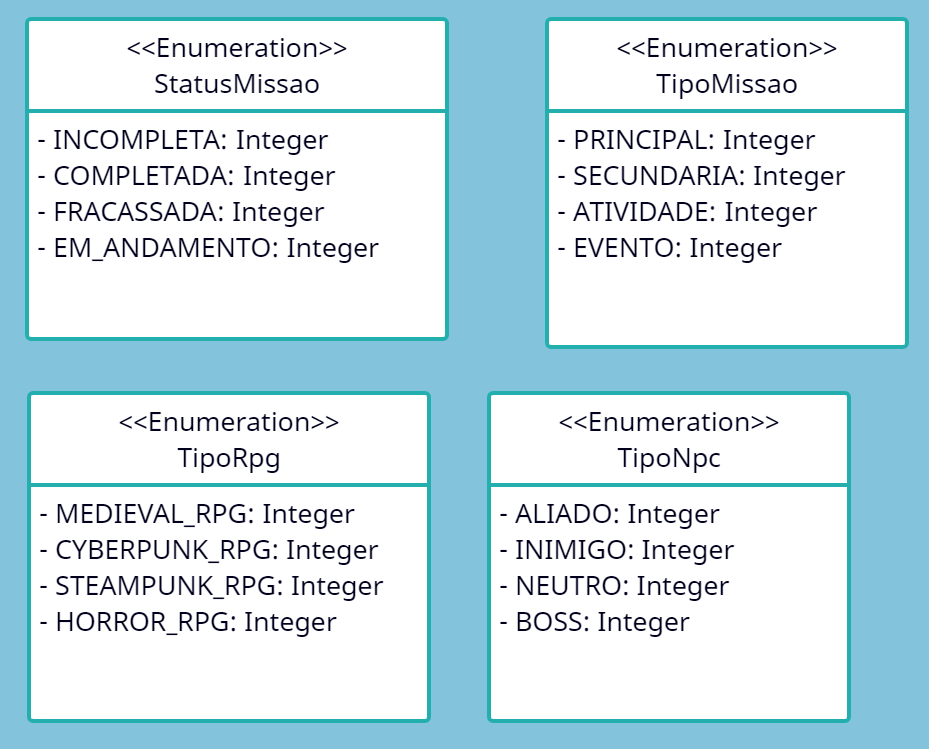 <<Enumeration>>
StatusMissao
- INCOMPLETA: Integer
- COMPLETADA: Integer
- FRACASSADA: Integer
- EM_ANDAMENTO: Integer
<<Enumeration>>
TipoMissao
- PRINCIPAL: Integer
- SECUNDARIA: Integer
- ATIVIDADE: Integer
- EVENTO: Integer
<<Enumeration>>
TipoRpg
- MEDIEVAL_RPG: Integer
- CYBERPUNK_RPG: Integer
- STEAMPUNK_RPG: Integer
- HORROR_RPG: Integer
<<Enumeration>>
TipoNpc
- ALIADO: Integer
- INIMIGO: Integer
- NEUTRO: Integer
- BOSS: Integer